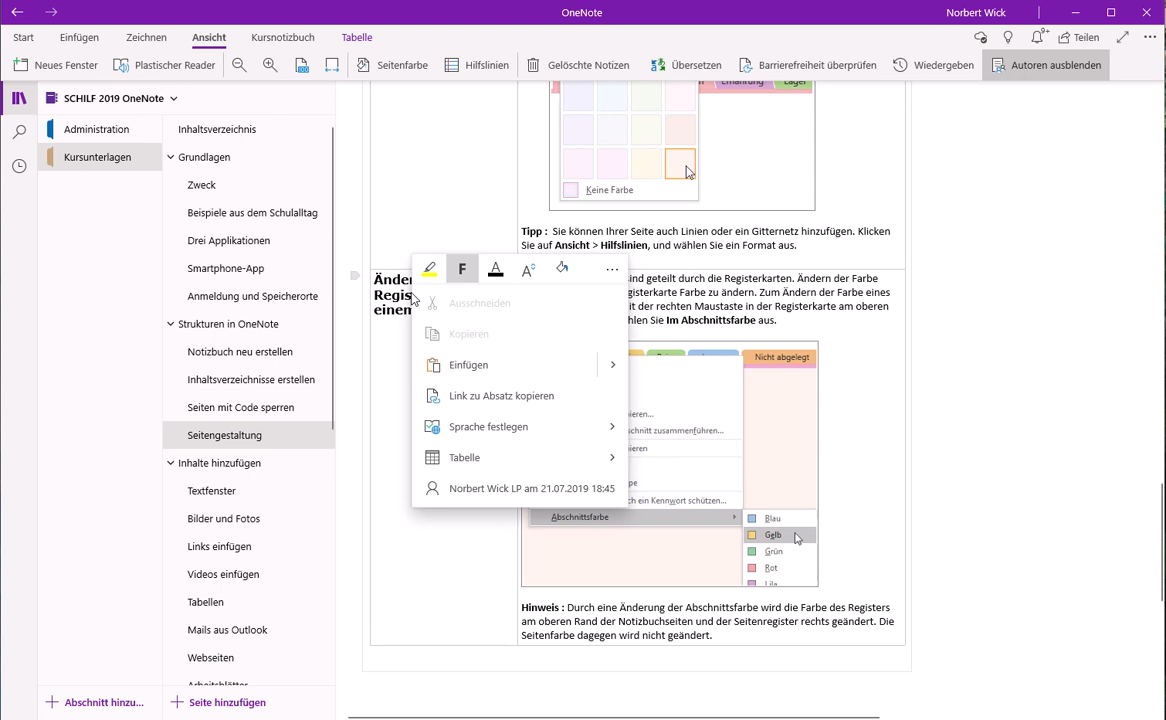 OneNote
Norbert Wick
Start Einfügen Zeichnen Ansicht Kursnotizbuch Tabelle
9+ Teilen
Neues Fenster Plastischer Reader Seitenfarbe Hilfslinien Gelöschte Notizen Übersetzen Barrierefreiheit überprüfen Wiedergeben Autoren ausblenden
SCHILF 2019 OneNote
Administration
Kursunterlagen
Abschnitt hinzu...
Inhaltsverzeichnis
Grundlagen
Zweck
Beispiele aus dem Schulalltag
Drei Applikationen
Smartphone-App
Anmeldung und Speicherorte
Strukturen in OneNote
Notizbuch neu erstellen
Inhaltsverzeichnisse erstellen
Seiten mit Code sperren
Seitengestaltung
Inhalte hinzufügen
Textfenster
Bilder und Fotos
Links einfügen
Videos einfügen
Tabellen
Mails aus Outlook
Webseiten
Arbeitsblätter
Seite hinzufügen
Ernährung Lager
Keine Farbe
Tipp : Sie können Ihrer Seite auch Linien oder ein Gitternetz hinzufügen. Klicken
Sie auf Ansicht > Hilfslinien, und wählen Sie ein Format aus.
Änder
Regis
einem
F A A
Ausschneiden
Kopieren
Einfügen
Link zu Absatz kopieren
Sprache festlegen
Tabelle
Norbert Wick LP am 21.07.2019 18:45
ind geteilt durch die Registerkarten. Ändern der Farbe
gisterkarte Farbe zu ändern. Zum Ändern der Farbe eines
it der rechten Maustaste in der Registerkarte am oberen
hlen Sie Im Abschnittsfarbe aus.
Nicht abgelegt
ieren...
schnitt zusammenführen...
ieren
pe
ch ein Kennwort schützen...
Abschnittsfarbe
Blau
Gelb
Grün
Rot
Lila
Hinweis : Durch eine Änderung der Abschnittsfarbe wird die Farbe des Registers
am oberen Rand der Notizbuchseiten und der Seitenregister rechts geändert. Die
Seitenfarbe dagegen wird nicht geändert.